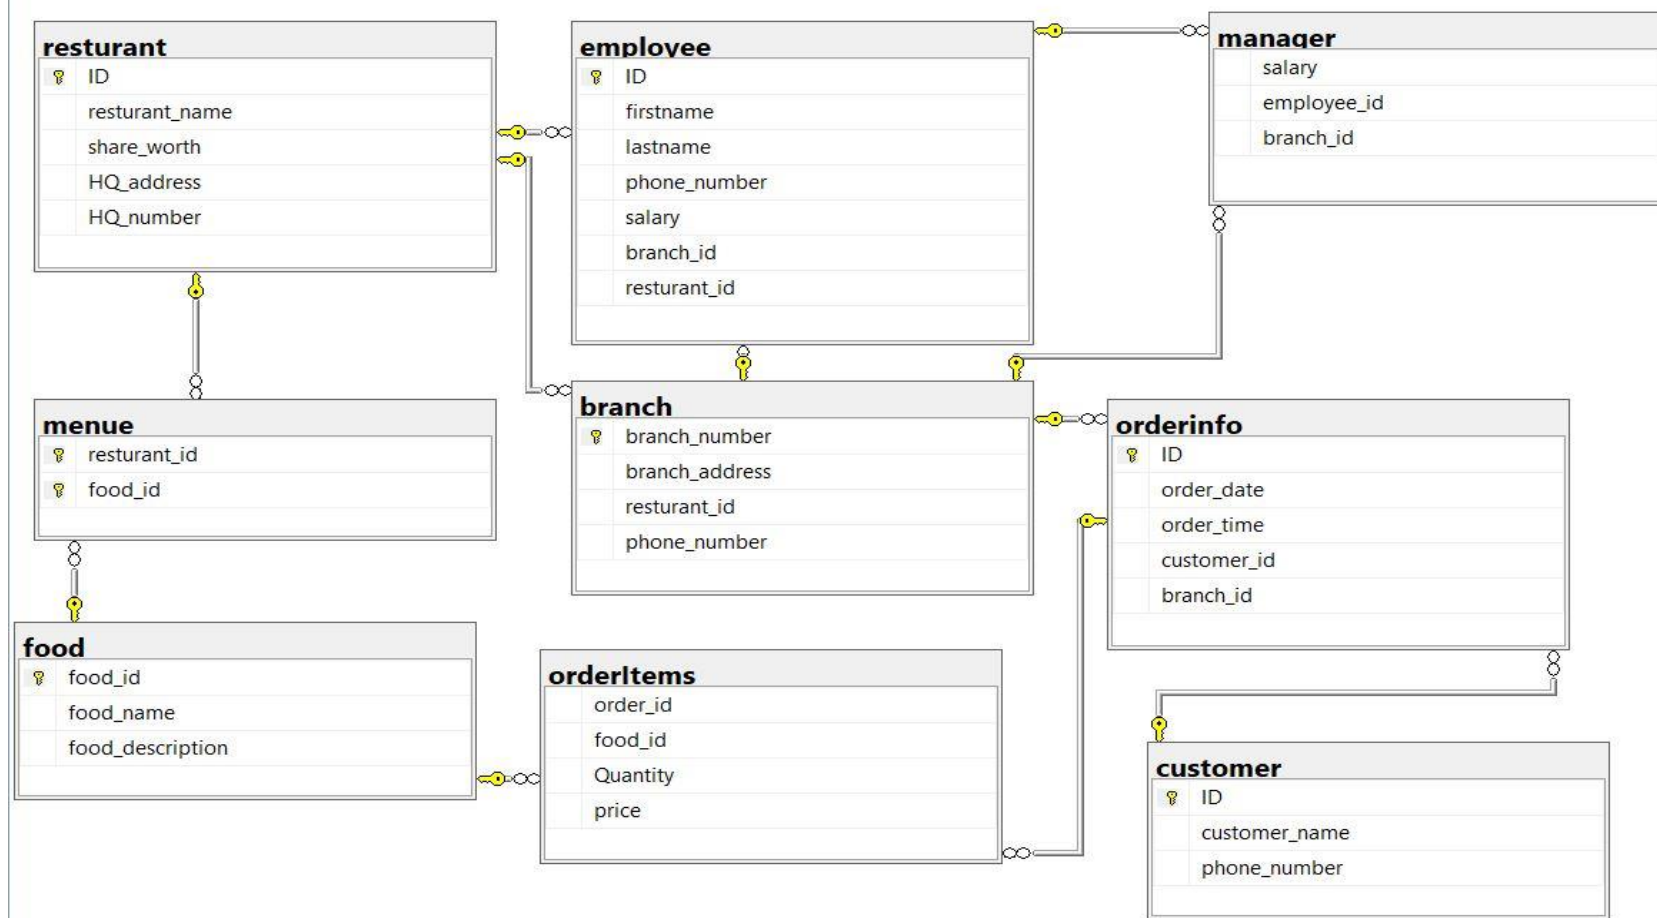 resturant
ID
resturant_name
share_worth
HQ_address
HQ_number
employee
ID
firstname
lastname
phone_number
salary
branch_id
resturant_id
manager
salary
employee_id
branch_id
menue
resturant_id
food_id
branch
branch_number
branch_address
resturant_id
phone_number
orderinfo
ID
order_date
order_time
customer_id
branch_id
food
food_id
food_name
food_description
orderItems
order_id
food_id
Quantity
price
customer
ID
customer_name
phone_number